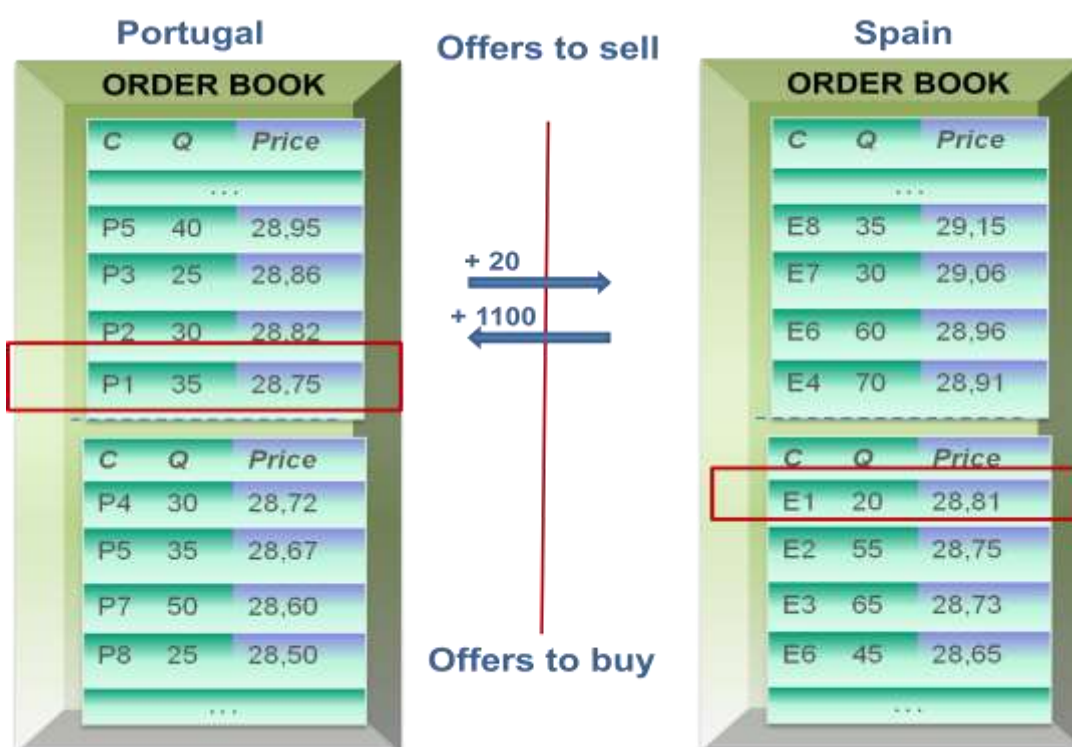 Portugal
ORDER BOOK
C Q Price
...
P5 40 28,95
P3 25 28,86
P2 30 28,82
P1 35 28,75
C Q Price
P4 30 28,72
P5 35 28,67
P7 50 28,60
P8 25 28,50
...
Offers to sell
+ 20
+ 1100
Offers to buy
Spain
ORDER BOOK
C Q Price
...
E8 35 29,15
E7 30 29,06
E6 60 28,96
E4 70 28,91
C Q Price
E1 20 28,81
E2 55 28,75
E3 65 28,73
E6 45 28,65
...